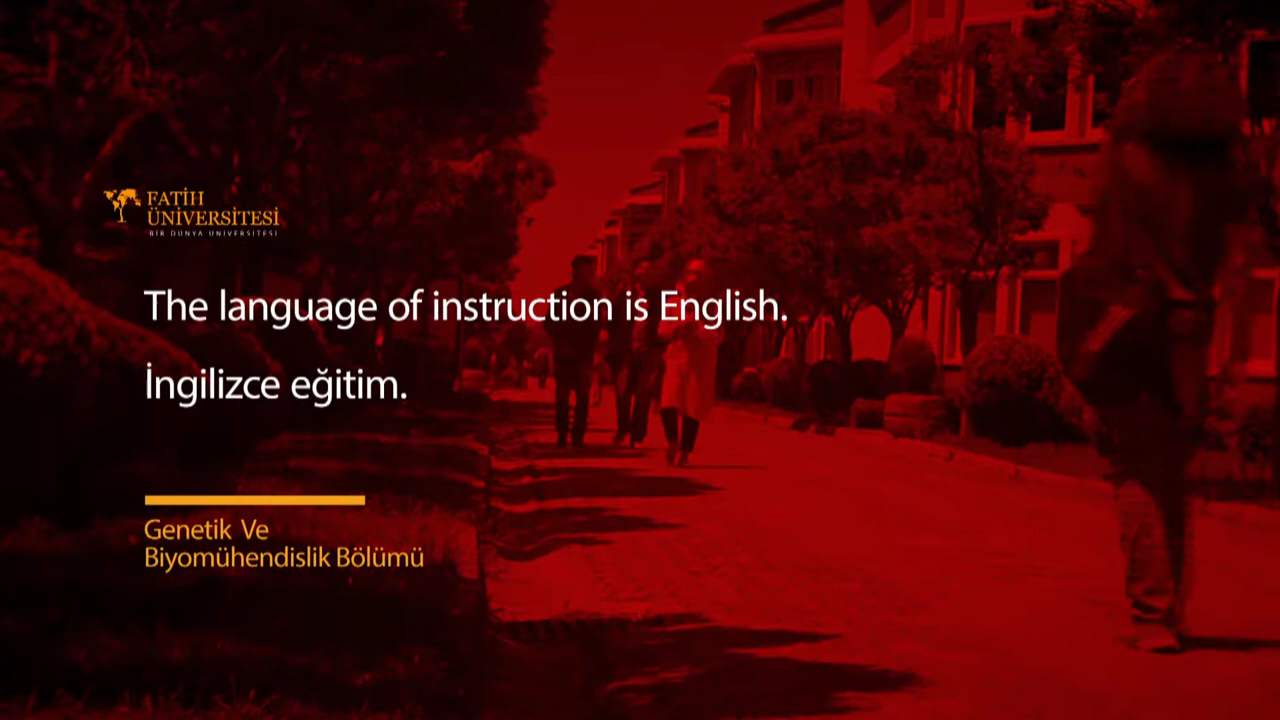 FATİH
ÜNİVERSİTESİ
BİR DÜNYA ÜNİVERSİTESİ
The language of instruction is English.
İngilizce eğitim.
Genetik Ve
Biyomühendislik Bölümü